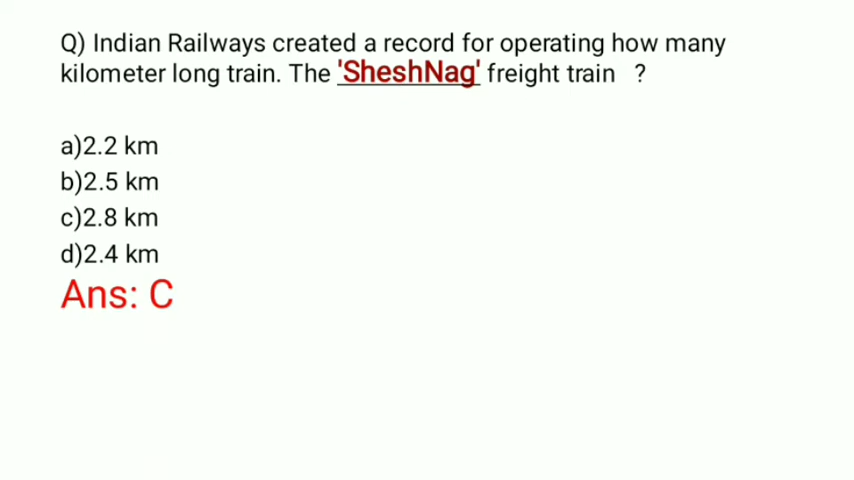 Q) Indian Railways created a record for operating how many
kilometer long train. The 'SheshNag' freight train ?
a)2.2 km
b)2.5 km
c)2.8 km
d)2.4 km
Ans: C